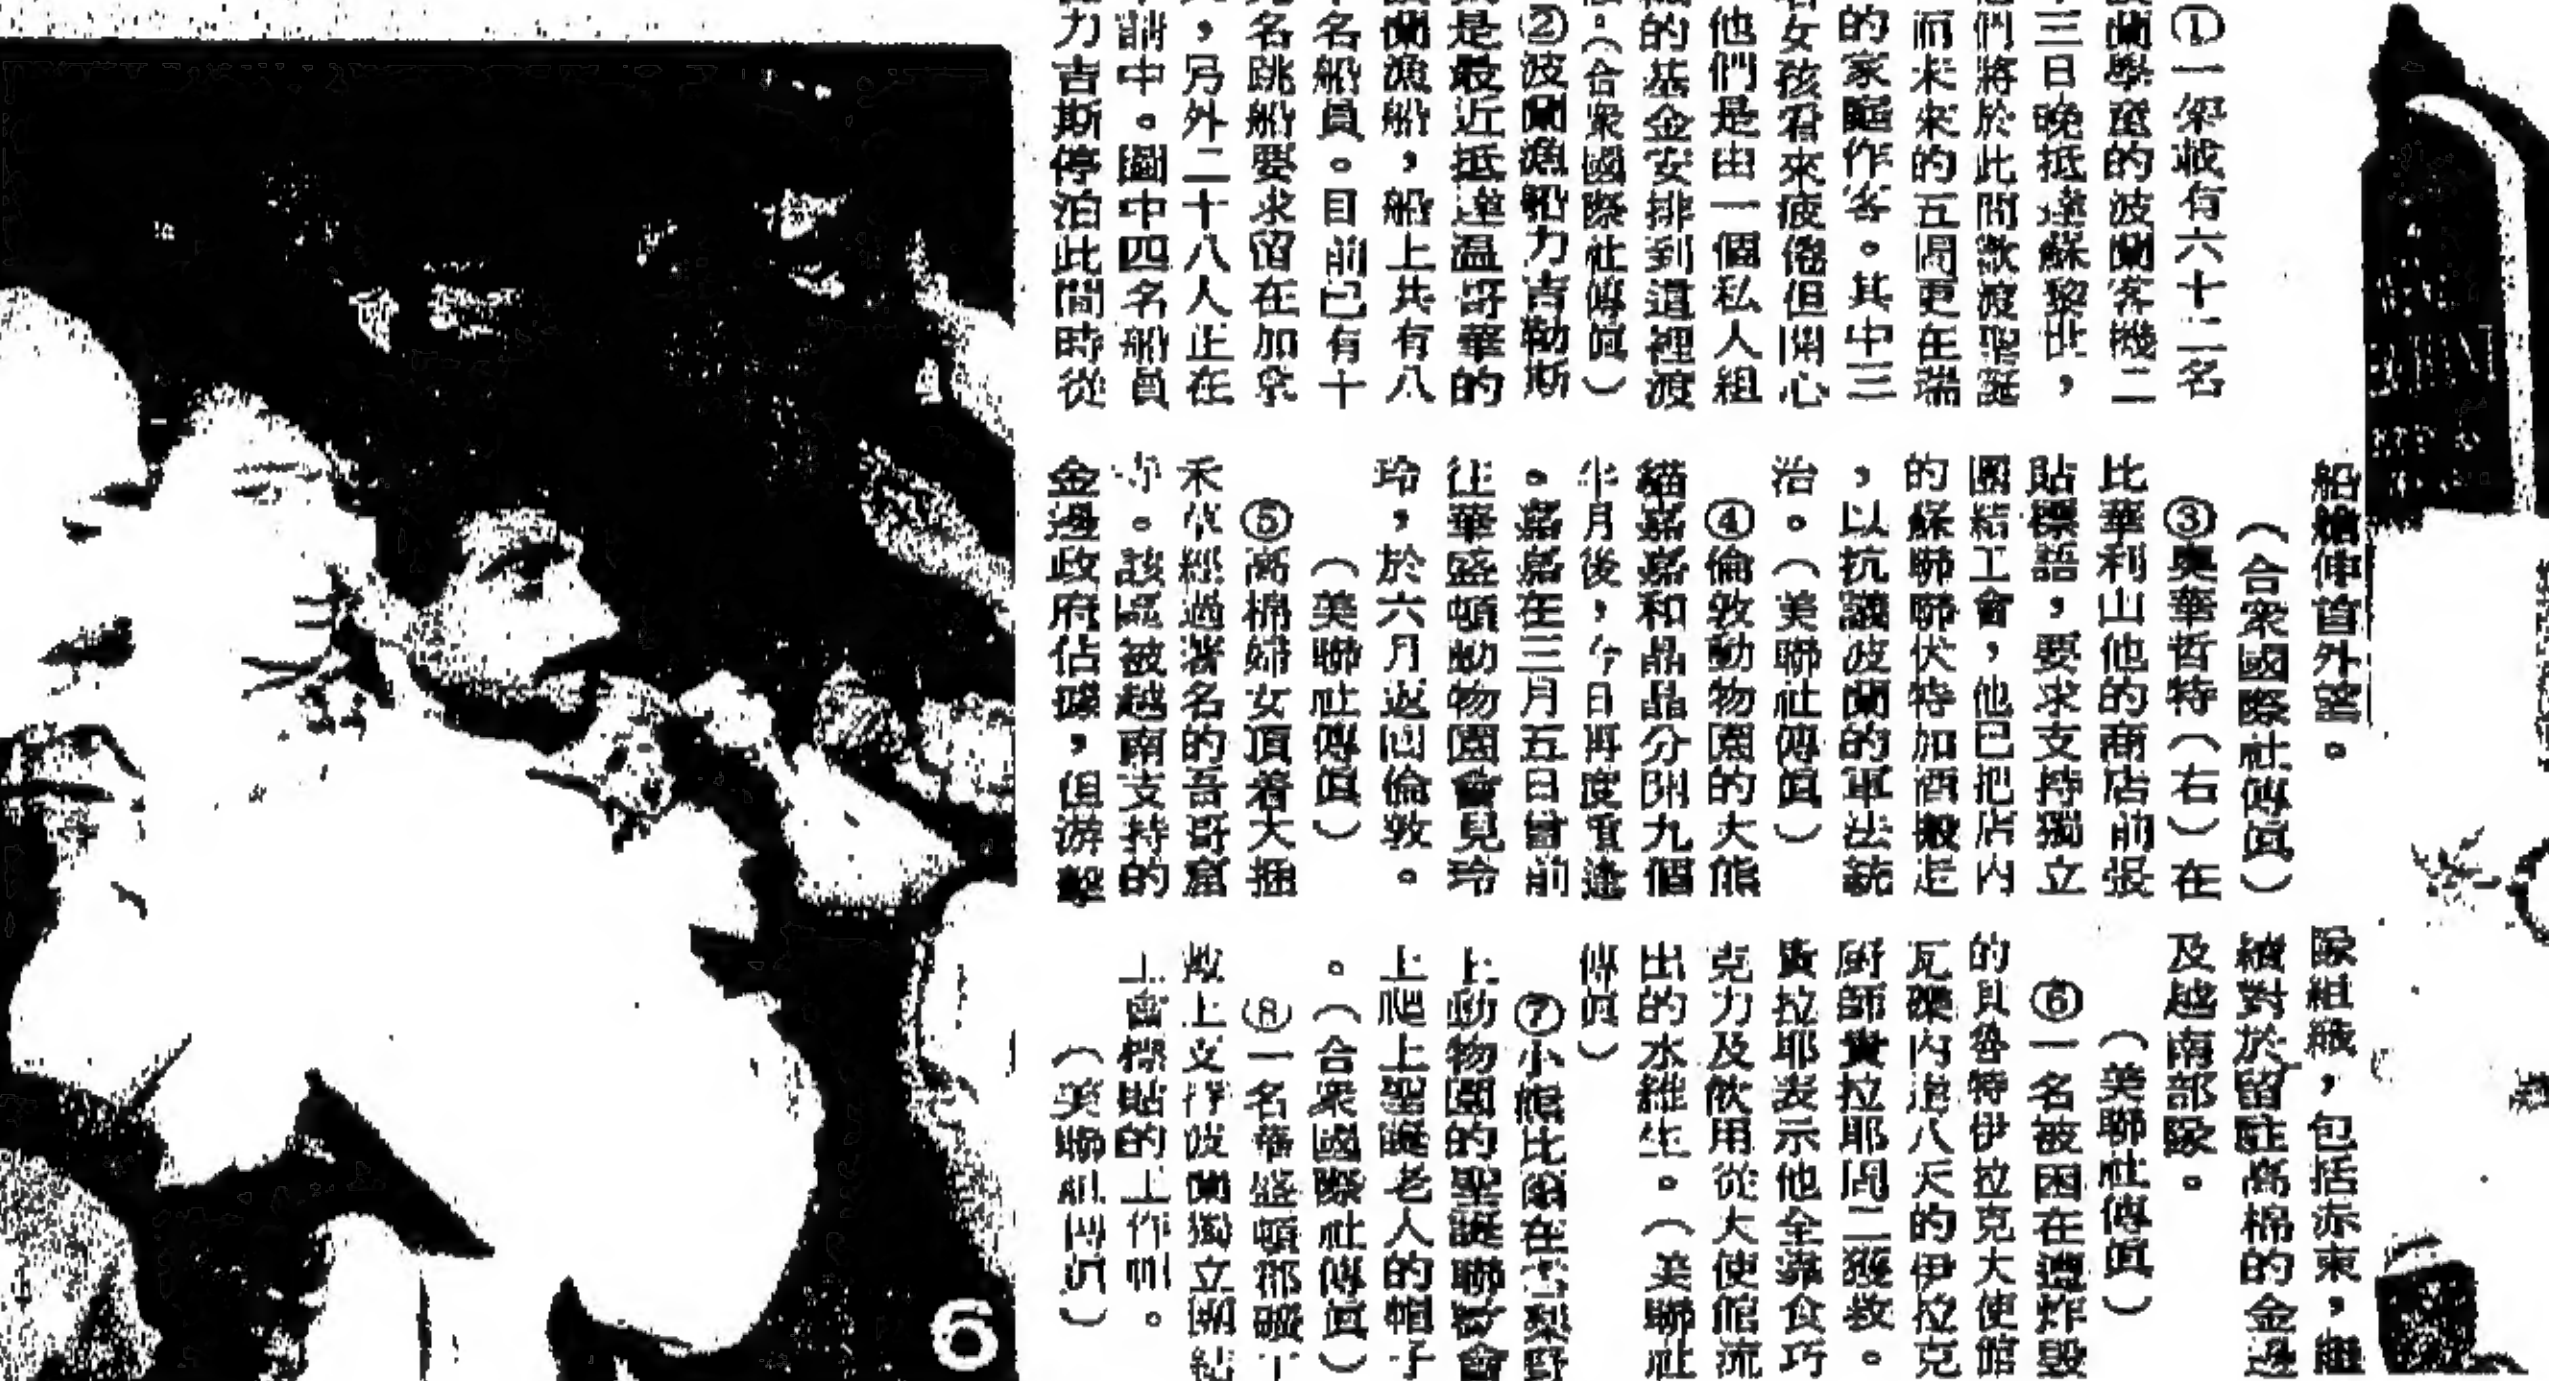 ①一架載有六十二名
波蘭學童的波蘭客機二
十三日晚抵達蘇黎世，
他們將於此間歡渡聖誕
而未來的五周更在瑞
的家庭作客。其中三
名女孩看來疲倦但開心
他們是由一個私人組
織的基金安排到這裡渡
。（合衆國際社傳眞）
②波蘭漁船力吉勒斯
是最近抵達温哥華的
波蘭漁船，船上共有八
名船員。目前已有十
名跳船要求留在加拿
，另外二十八人正在
申請中。圖中四名船員
力吉斯停泊此間時從
船艙伸首外望。
（合衆國際社傳眞）
③奧華哲特（右）在
比華利山他的商店前張
貼標語，要求支持獨立
團結工會，他已把店內
的蘇聯聯伏特加酒搬走
，以抗議波蘭的軍法統
治。（美聯社傳眞）
④倫敦動物園的大熊
貓嘉嘉和晶晶分開九個
半月後，今日再度重逢
。嘉嘉在三月五日曾前
往華盛頓動物園會見玲
玲，於六月返回倫敦。
（美聯社傳眞）
⑤高棉婦女頂着大捆
禾草經過著名的吾哥窟
寺。該區被越南支持的
金邊政府佔據，但游擊
隊組織，包括赤柬，繼
續對於留駐高棉的金邊
及越南部隊。
（美聯社傳眞）
⑥一名被困在遭炸毁
的貝魯特伊拉克大使館
瓦礫內達八天的伊拉克
厨師賣拉耶周二獲救。
賣拉耶表示他全靠食巧
克力及飲用從大使館流
出的水維生。（美聯社
傳眞）
⑦小熊比爾在雪梨野
上動物園的聖誕聯歡會
上爬上聖誕老人的帽子
。（合衆國際社傳眞）
⑧一名華盛頓郡礦工
戴上支持波蘭獨立團結
工會標貼的工作帽。
（美聯社傳眞）
6